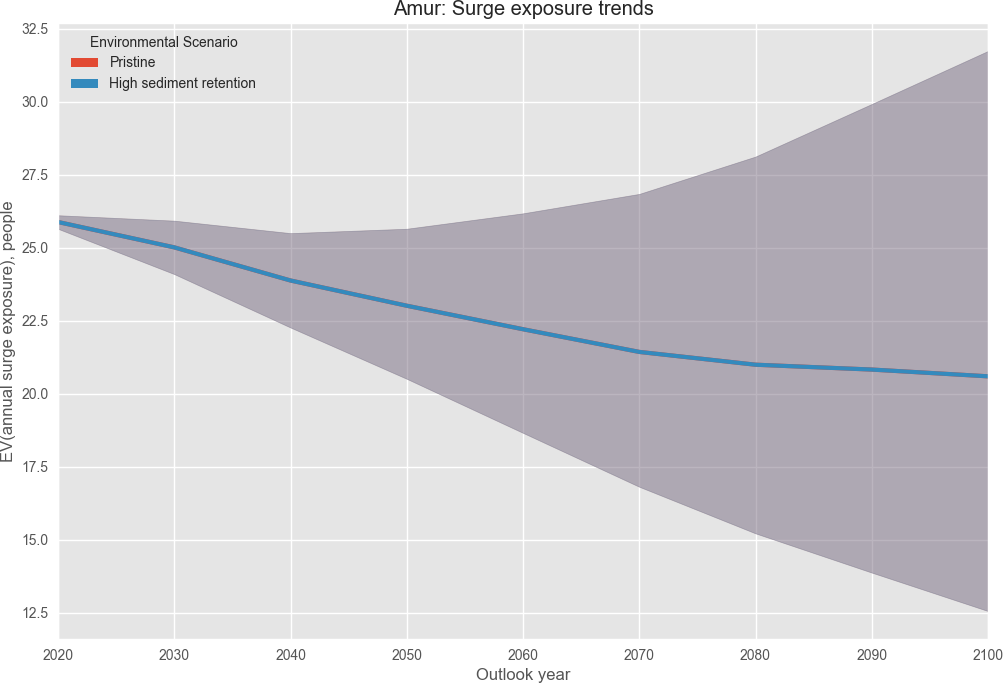 Amur: Surge exposure trends
Environmental Scenario
Pristine
High sediment retention
EV(annual surge exposure), people
32.5
30.0
27.5
25.0
22.5
20.0
17.5
15.0
12.5
2020 2030 2040 2050 2060 2070 2080 2090 2100
Outlook year